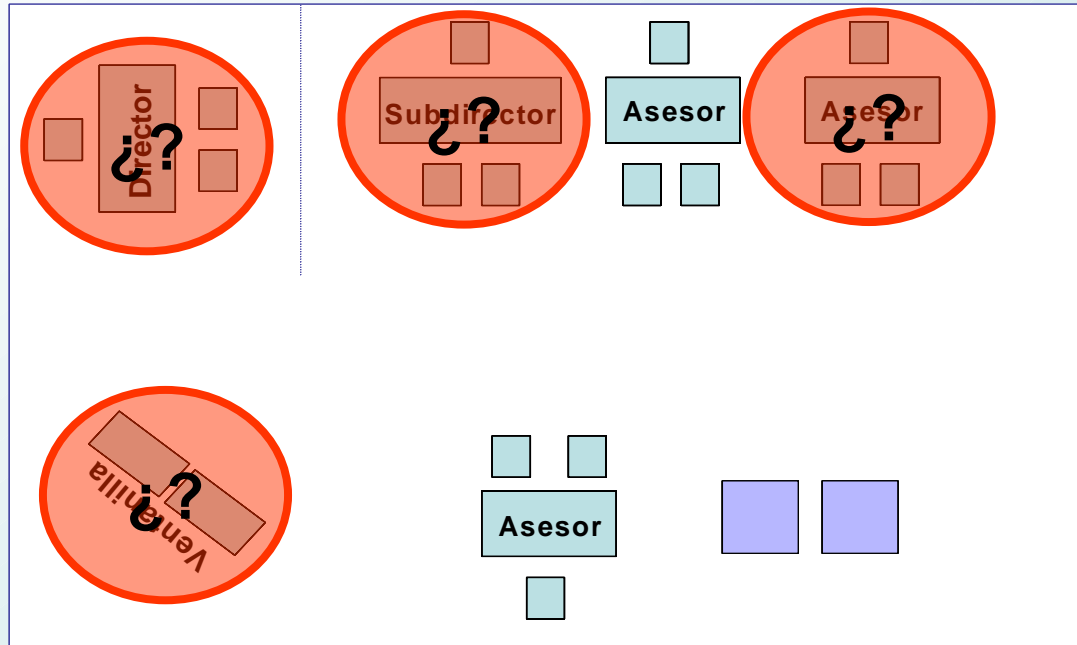 Director
¿?
Subdirector
¿?
Asesor
Asesor
¿?
Ventanilla
¿?
Asesor